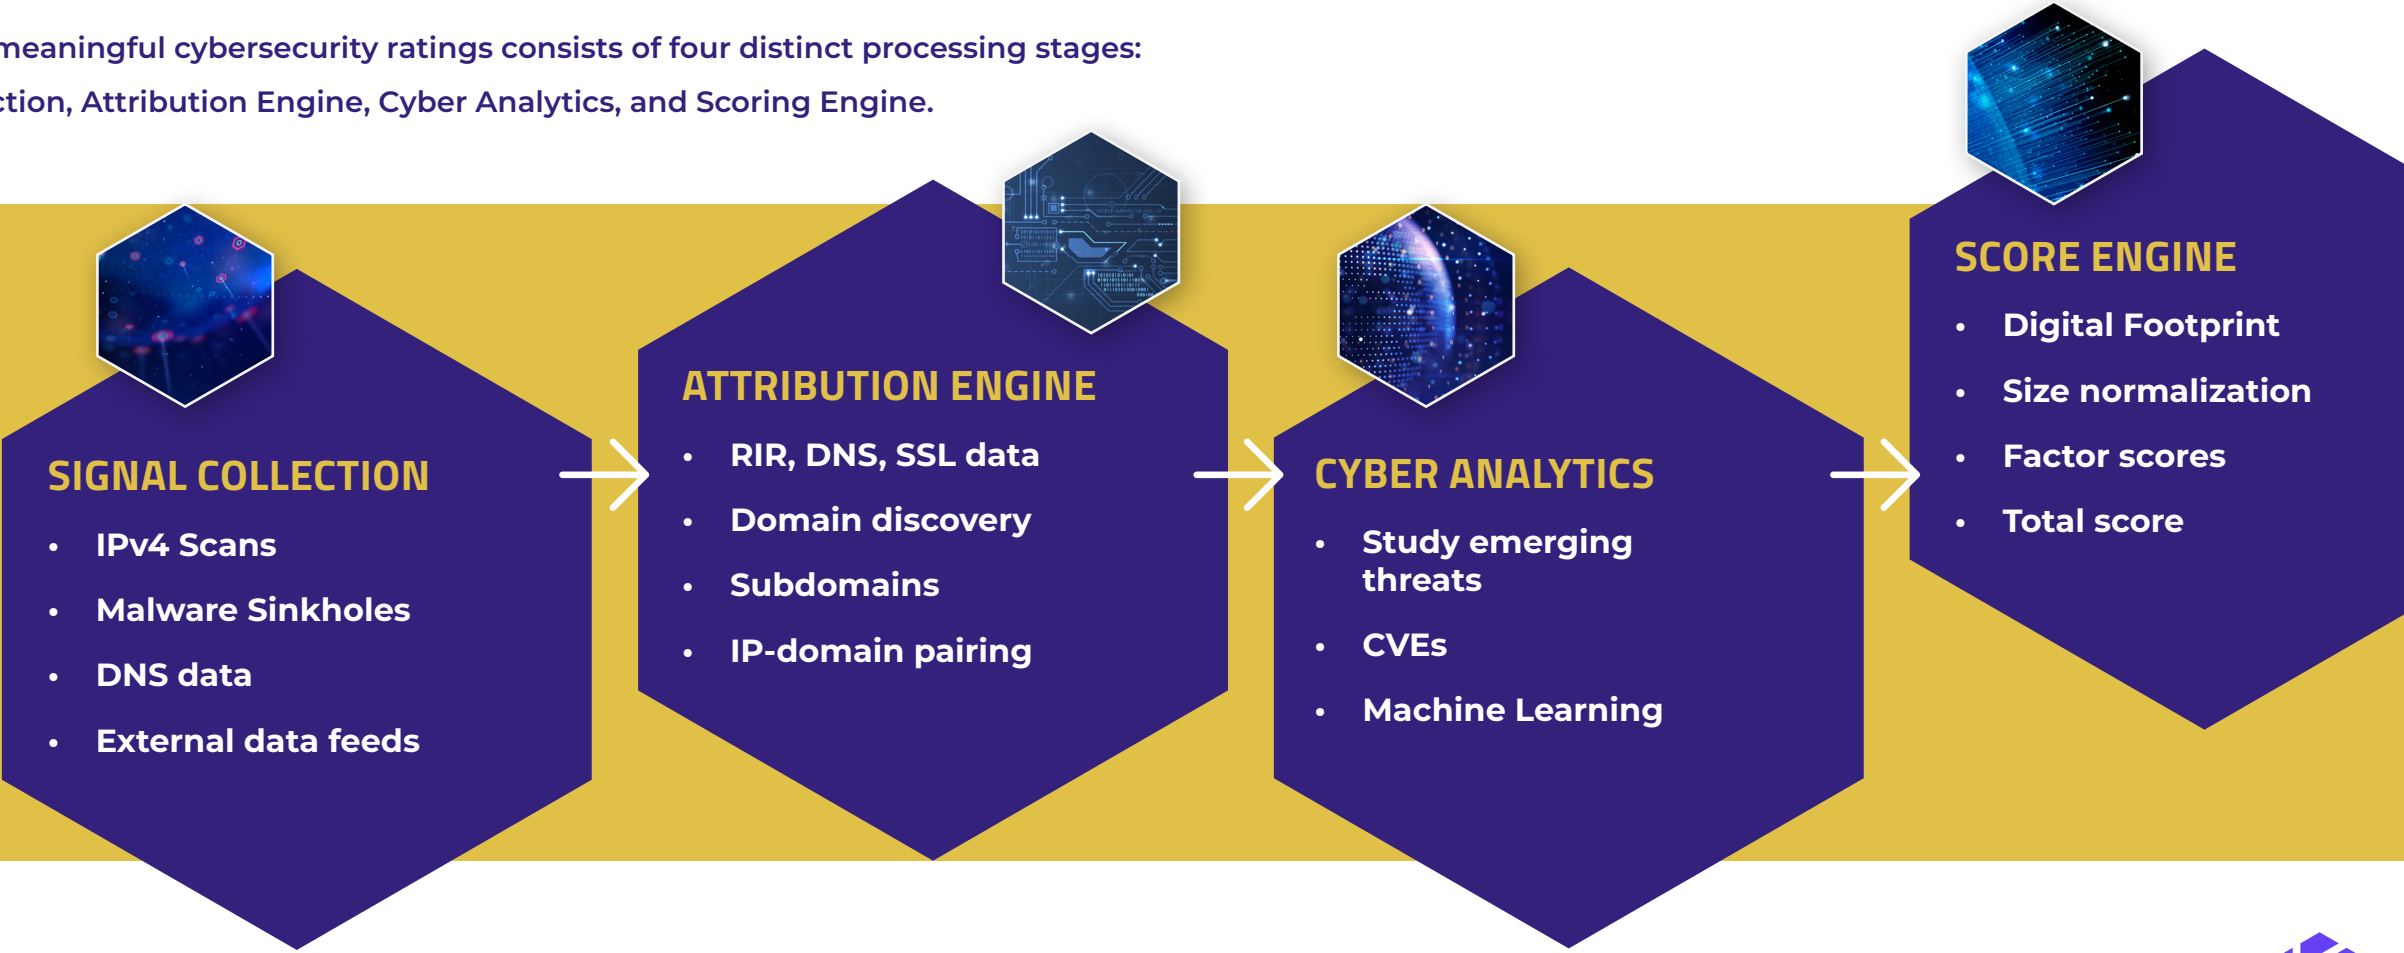 meaningful cybersecurity ratings consists of four distinct processing stages:
ction, Attribution Engine, Cyber Analytics, and Scoring Engine.
SIGNAL COLLECTION
• IPv4 Scans
• Malware Sinkholes
• DNS data
• External data feeds
ATTRIBUTION ENGINE
• RIR, DNS, SSL data
• Domain discovery
• Subdomains
• IP-domain pairing
CYBER ANALYTICS
• Study emerging
threats
• CVEs
• Machine Learning
SCORE ENGINE
• Digital Footprint
• Size normalization
• Factor scores
• Total score